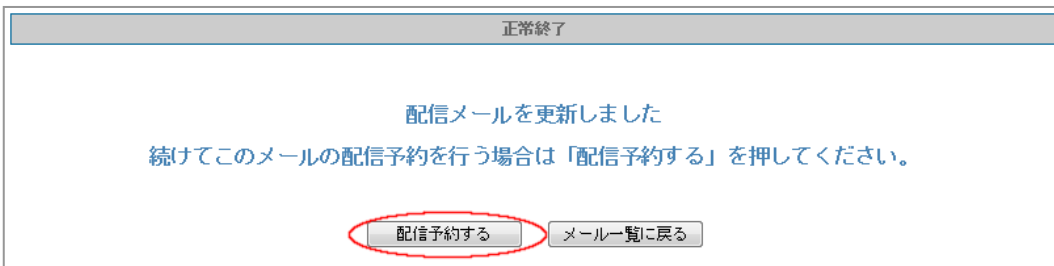 正常終了
配信メールを更新しました
続けてこのメールの配信予約を行う場合は「配信予約する」を押してください。
配信予約する メール一覧に戻る